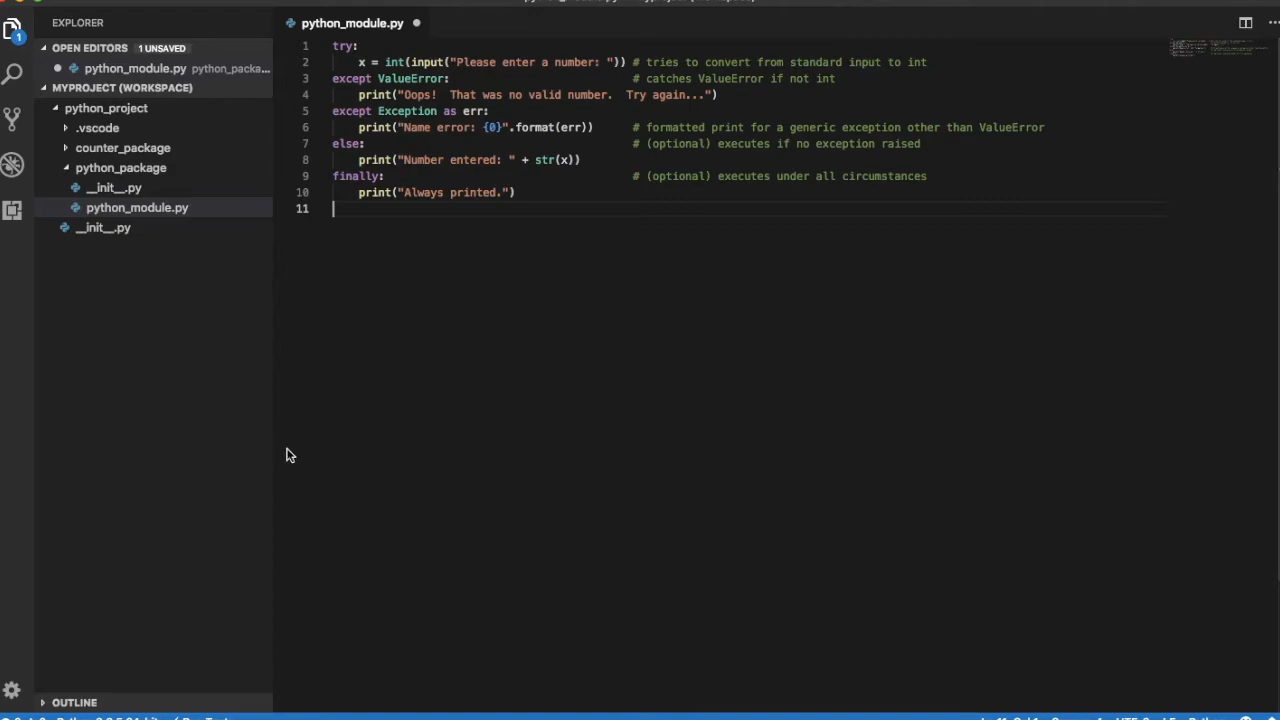 EXPLORER
OPEN EDITORS 1 UNSAVED
python_module.py python_packa...
MYPROJECT (WORKSPACE)
python_project
.vscode
counter_package
python_package
__init__.py
python_module.py
__init__.py
OUTLINE
1
python_module.py
1 try:
2 x = int(input("Please enter a number: ")) # tries to convert from standard input to int
3 except ValueError: # catches ValueError if not int
4 print("Oops!  That was no valid number.  Try again...")
5 except Exception as err:
6 print("Name error: {0}".format(err)) # formatted print for a generic exception other than ValueError
7 else: # (optional) executes if no exception raised
8 print("Number entered: " + str(x))
9 finally: # (optional) executes under all circumstances
10 print("Always printed.")
11